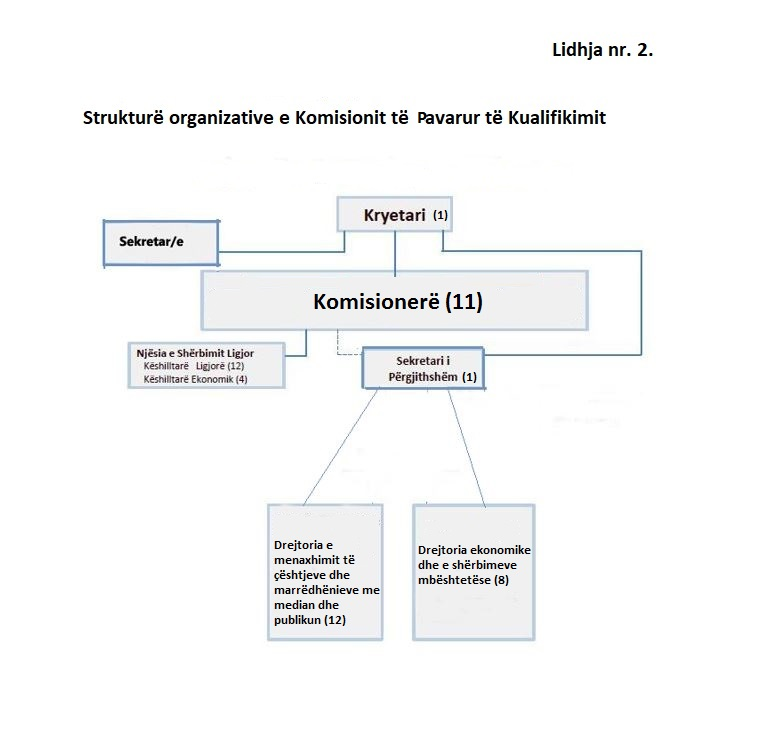 Lidhja nr. 2.
Strukturë organizative e Komisionit të Pavarur të Kualifikimit
Kryetari (1)
Sekretar/e
Komisionerë (11)
Njësia e Shërbimit Ligjor
Këshilltarë Ligjorë (12)
Këshilltarë Ekonomik (4)
Sekretari i
Përgjithshëm (1)
Drejtoria e
menaxhimit të
çështjeve dhe
marrëdhënieve me
median dhe
publikun (12)
Drejtoria ekonomike
dhe e shërbimeve
mbështetëse (8)